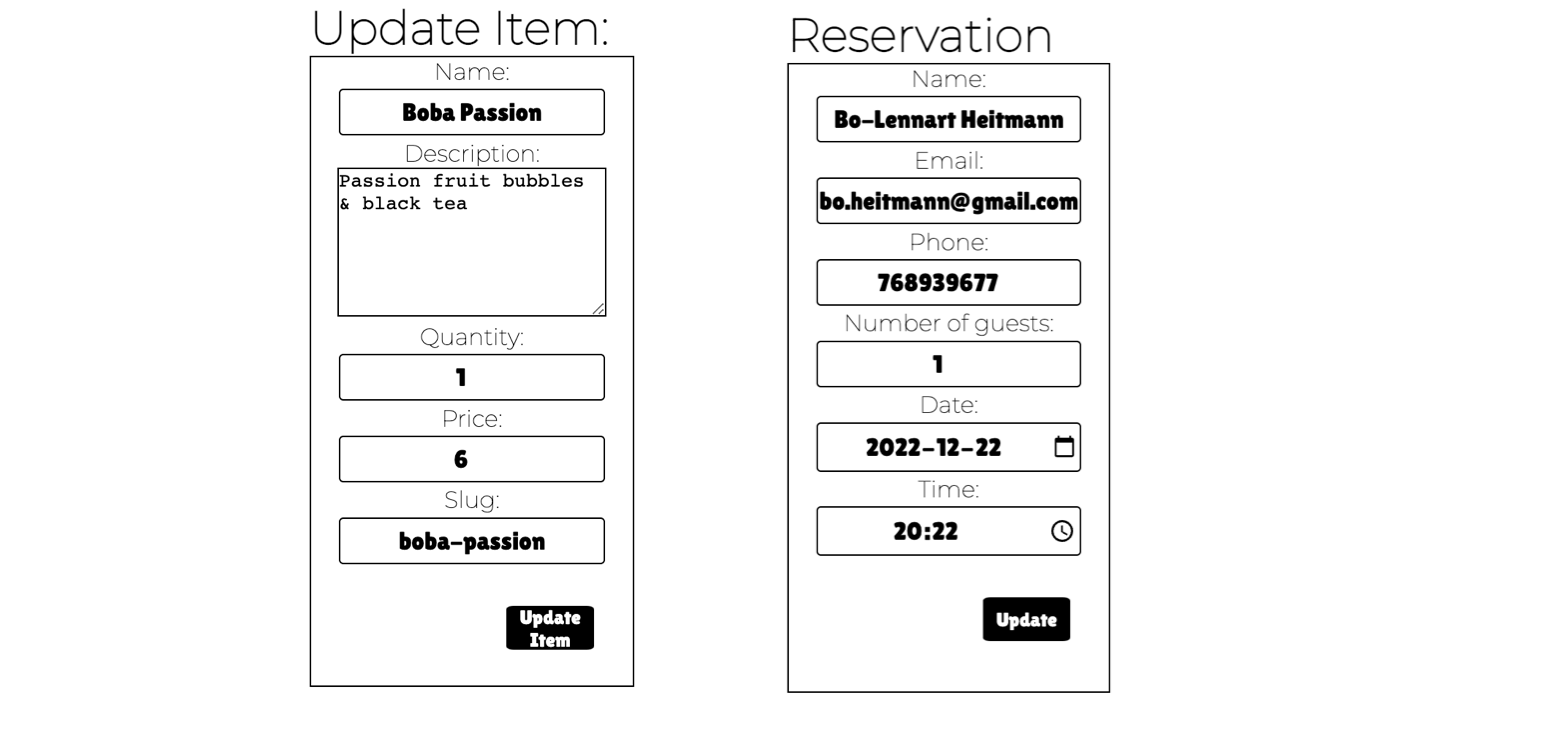 Update Item:
Name:
Boba Passion
Description:
Passion fruit bubbles
& black tea
Quantity:
1
Price:
6
Slug:
boba-passion
Update
Item
Reservation
Name:
Bo-Lennart Heitmann
Email:
bo.heitmann@gmail.com
Phone:
768939677
Number of guests:
1
Date:
2022-12-22
Time:
20:22
Update